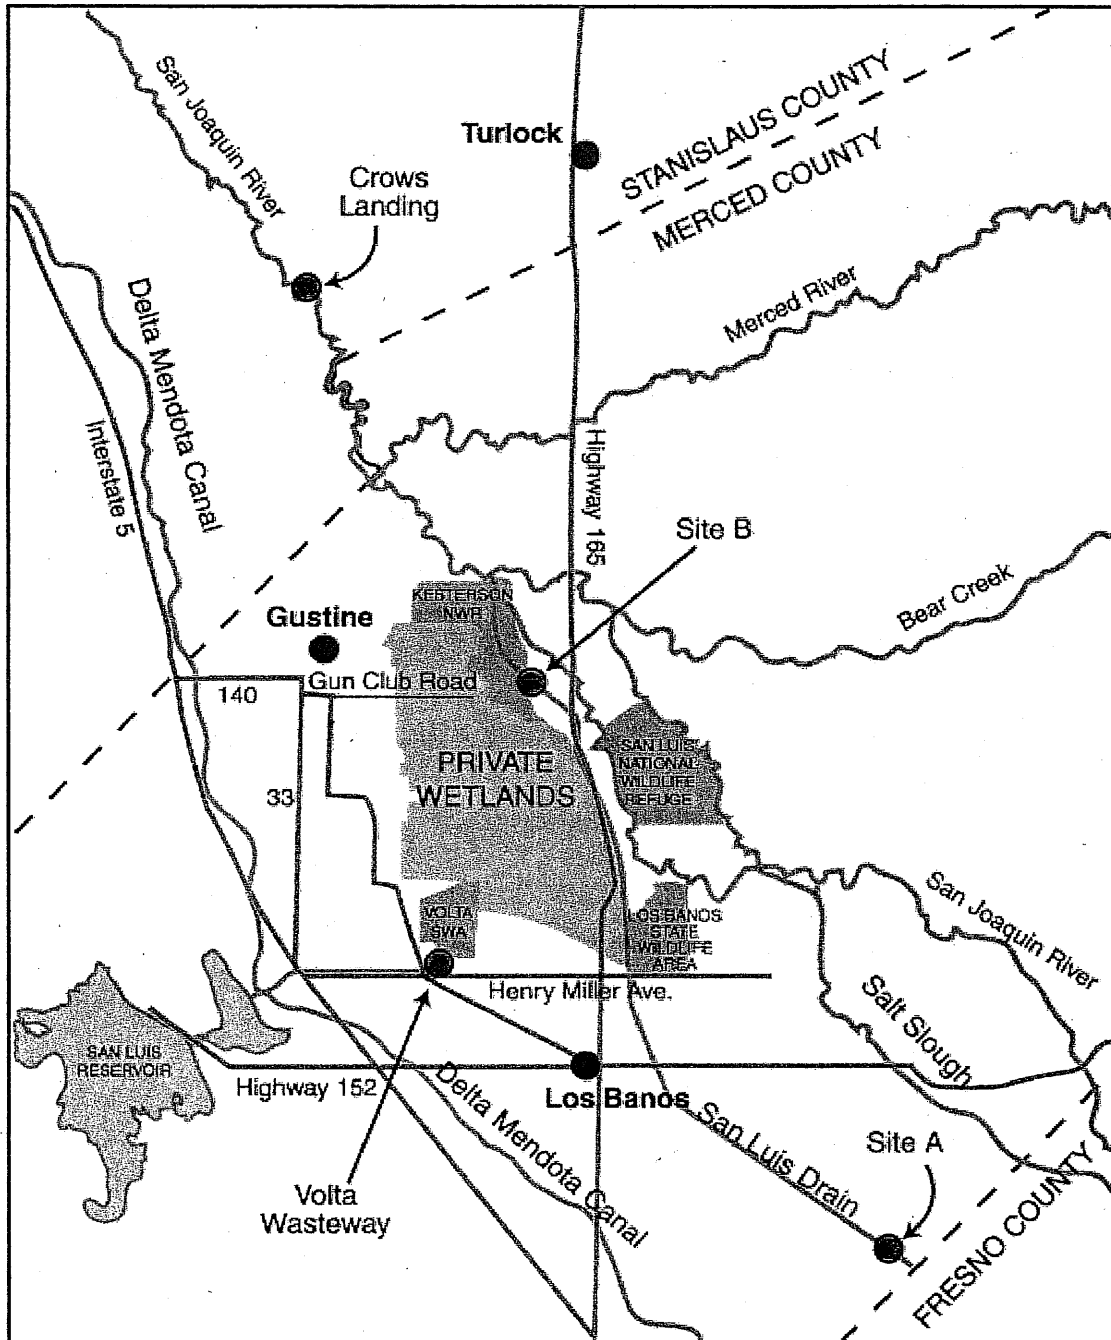 San Joaquin River
Turlock
STANISLAUS COUNTY
MERCED COUNTY
Crows
Landing
Merced River
Delta Mendota Canal
Interstate 5
Highway 165
Site B
Bear Creek
KESTERSON
NWR
Gustine
Gun Club Road
140
PRIVATE
WETLANDS
SAN LUIS
NATIONAL
WILDLIFE
REFUGE
33
San Joaquin River
VOLTA
SWA
LOS BANOS
STATE
WILDLIFE
AREA
Henry Miller Ave.
Salt Slough
SAN LUIS
RESERVOIR
Highway 152
Delta Mendota Canal
Los Banos
San Luis Drain
Site A
Volta
Wasteway
FRESNO COUNTY